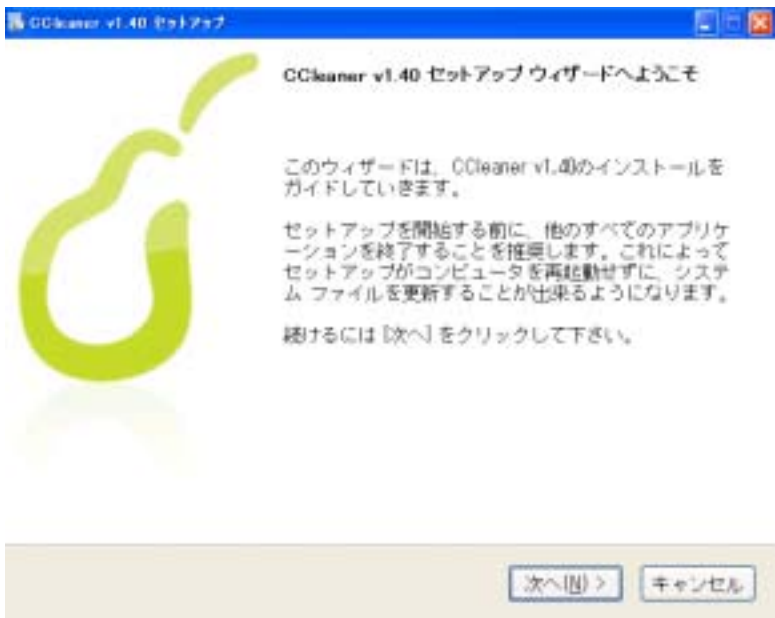 CCleaner v1.40 セットアップ
CCleaner v1.40 セットアップ ウィザードへようこそ
このウィザードは、CCleaner v1.40のインストールを
ガイドしていきます。
セットアップを開始する前に、他のすべてのアプリケ
ーションを終了することを推奨します。これによって
セットアップがコンピュータを再起動せずに、システ
ム ファイルを更新することが出来るようになります。
続けるには [次へ] をクリックして下さい。
次へ(N) >
キャンセル